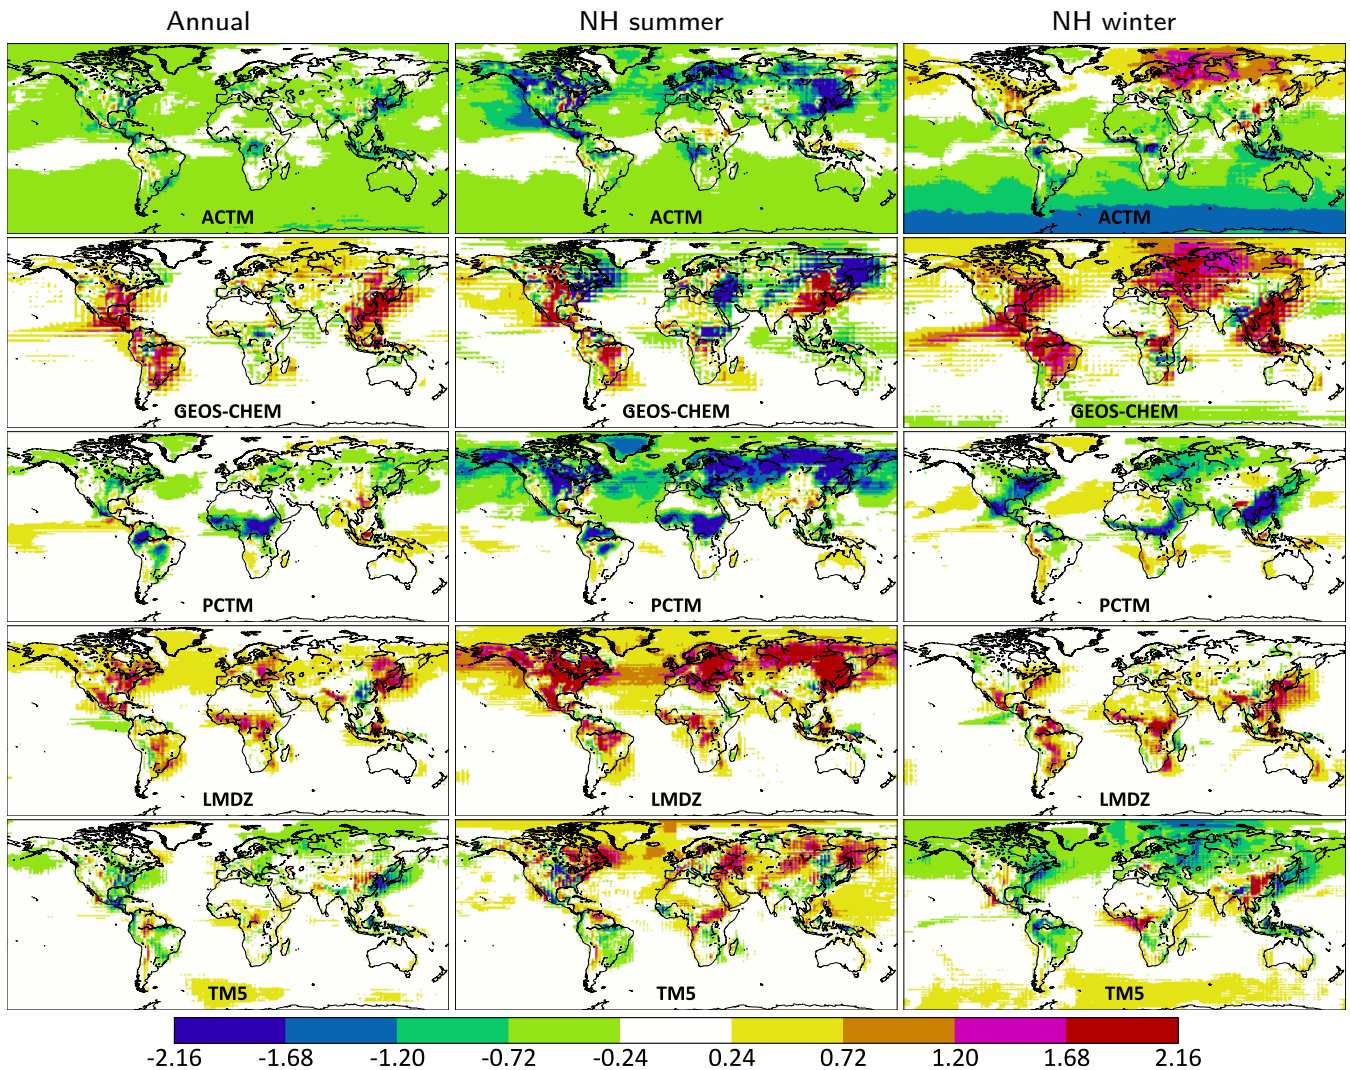 Annual NH summer NH winter
ACTM ACTM ACTM
GEOS-CHEM GEOS-CHEM GEOS-CHEM
PCTM PCTM PCTM
LMDZ LMDZ LMDZ
TM5 TM5 TM5
-2.16 -1.68 -1.20 -0.72 -0.24 0.24 0.72 1.20 1.68 2.16